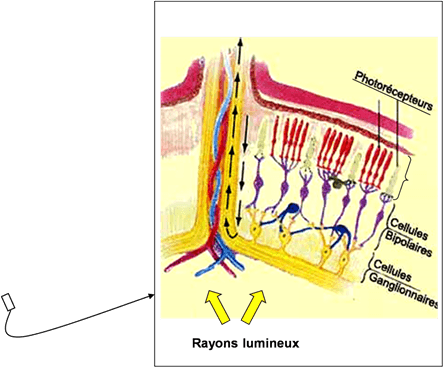 Photorécepteurs
Cellules
Bipolaires
Cellules
Ganglionnaires
Rayons lumineux